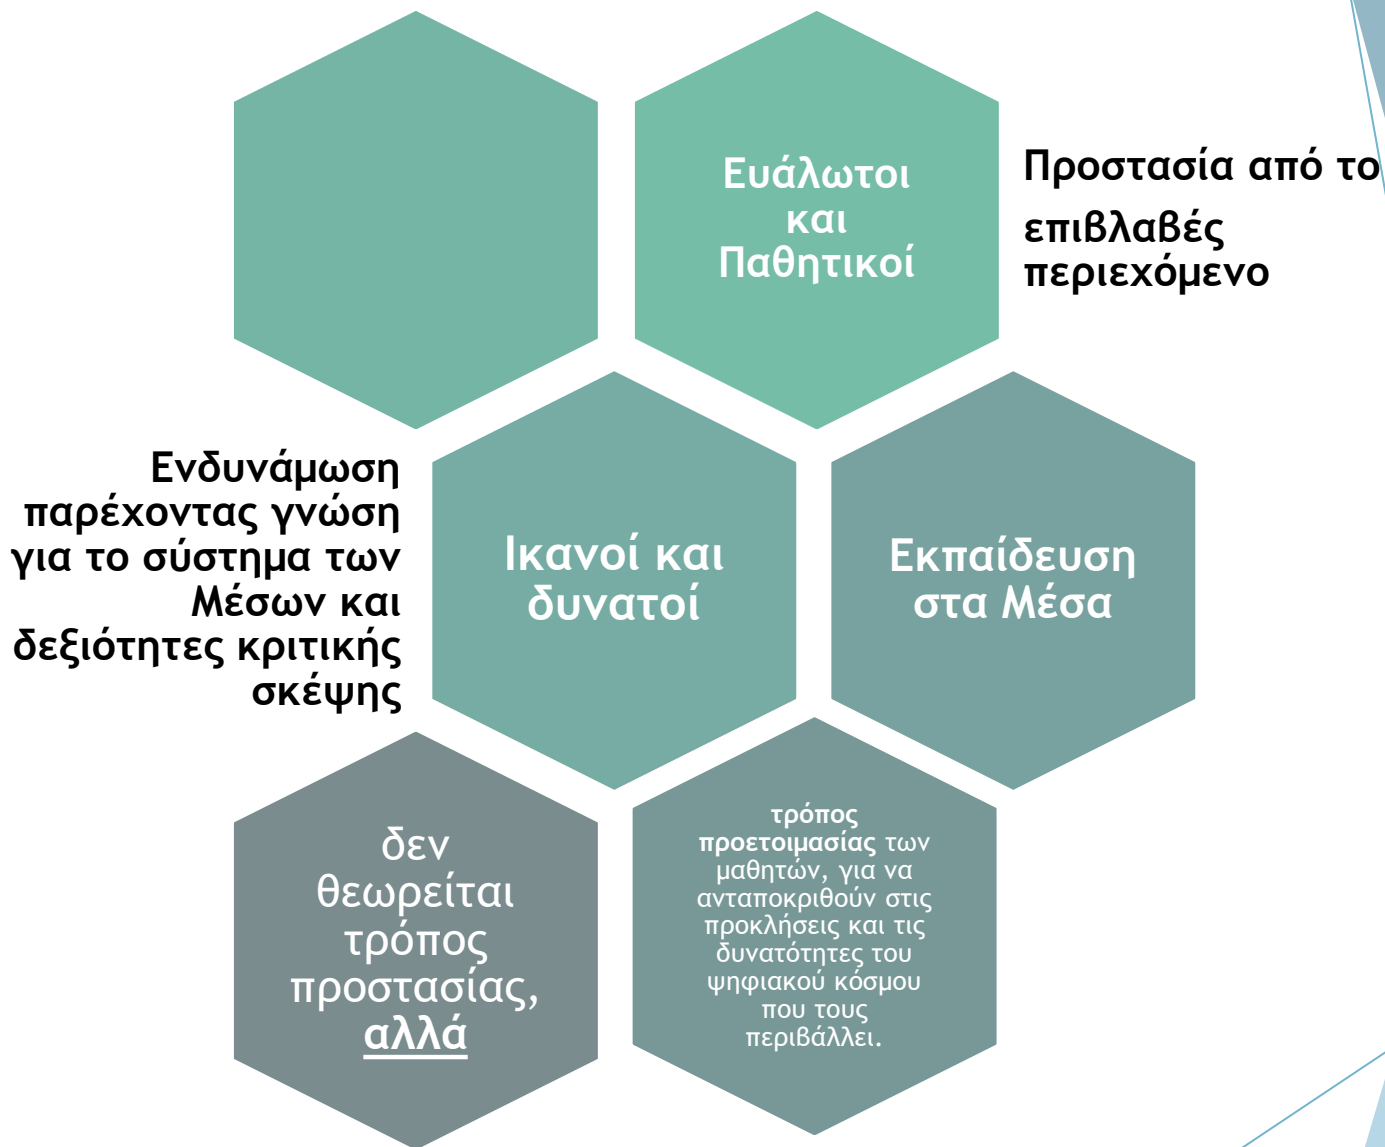 Ευάλωτοι
και
Παθητικοί
Προστασία από το
επιβλαβές
περιεχόμενο
Ενδυνάμωση
παρέχοντας γνώση
για το σύστημα των
Μέσων και
δεξιότητες κριτικής
σκέψης
Ικανοί και
δυνατοί
Εκπαίδευση
στα Μέσα
δεν
θεωρείται
τρόπος
προστασίας,
αλλά
τρόπος
προετοιμασίας των
μαθητών, για να
ανταποκριθούν στις
προκλήσεις και τις
δυνατότητες του
ψηφιακού κόσμου
που τους
περιβάλλει.